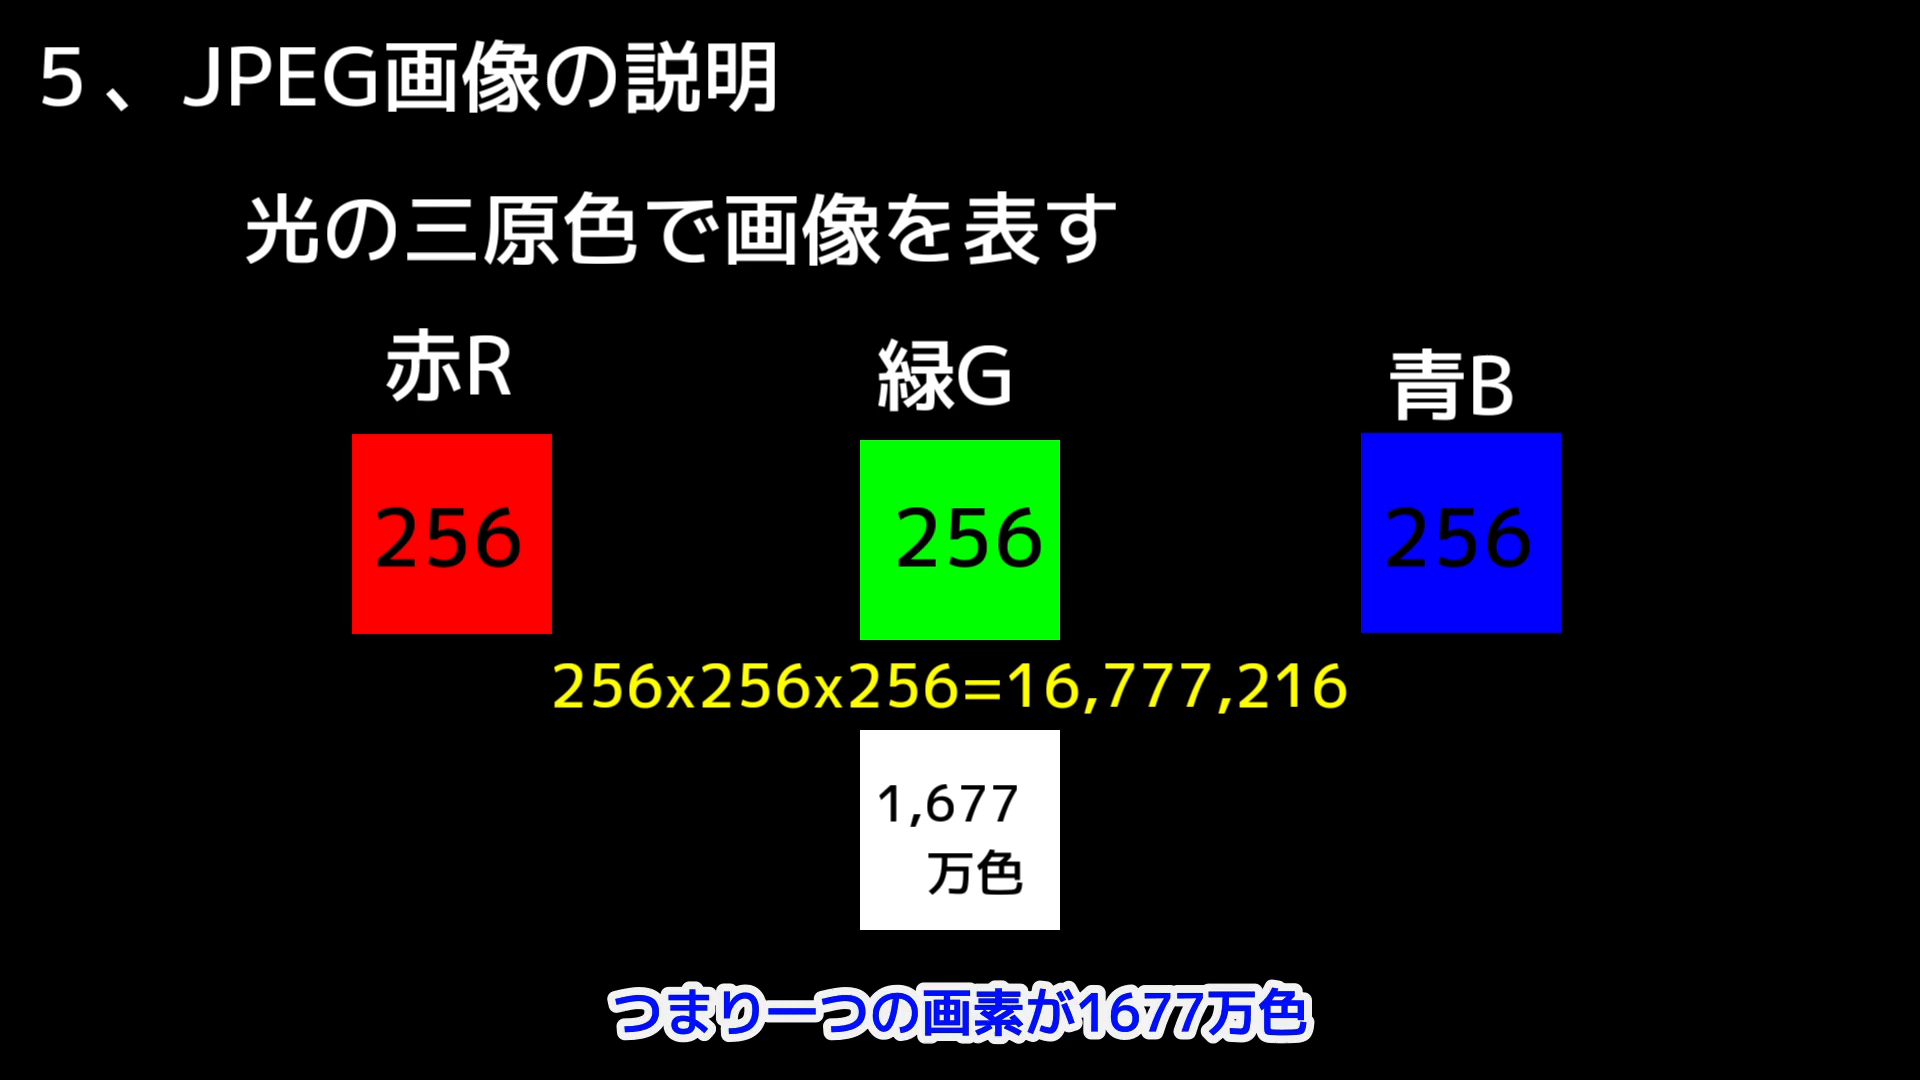 ５、JPEG画像の説明
光の三原色で画像を表す
赤R
緑G
青B
256
256
256
256x256x256=16,777,216
1,677
万色
つまり一つの画素が1677万色